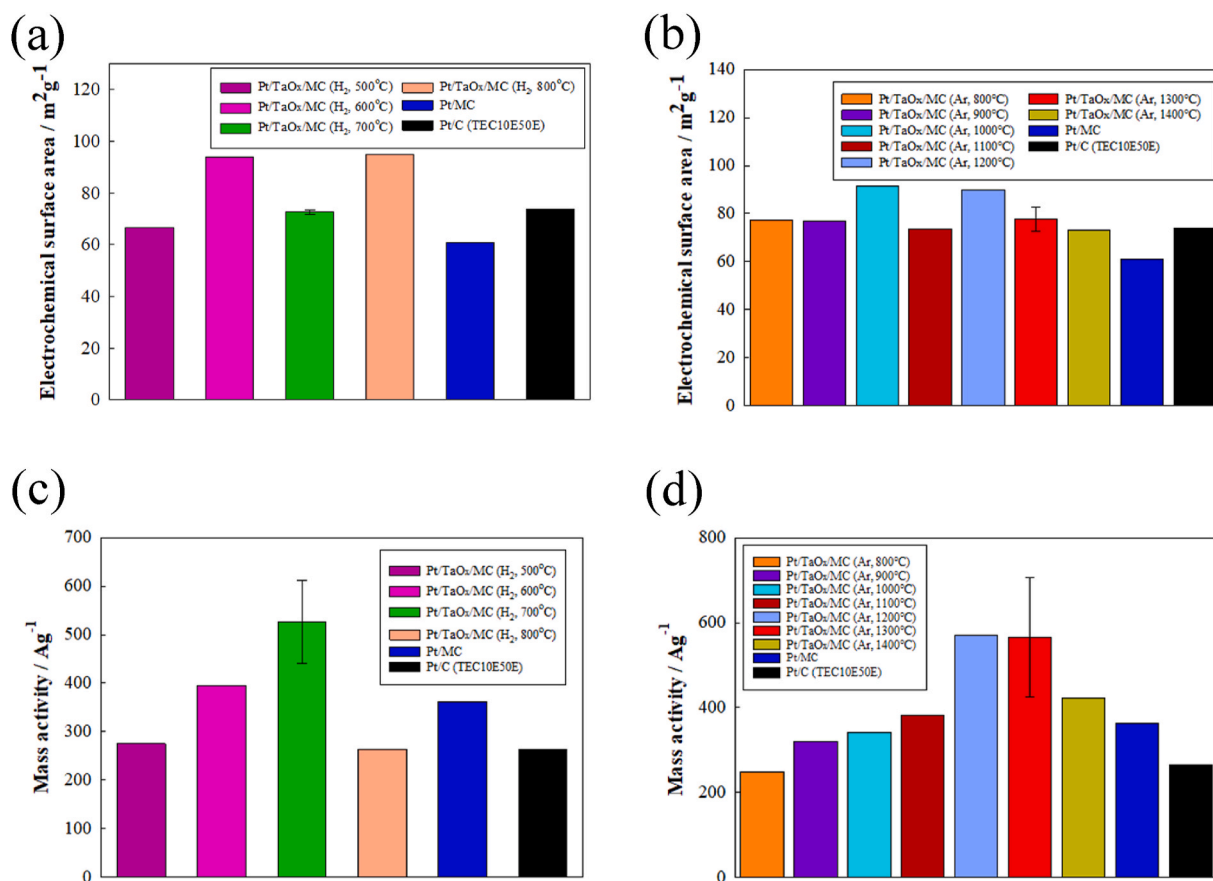 (a)
Electrochemical surface area / m²g⁻¹
120
100
80
60
40
20
0
Pt/TaOx/MC (H₂, 500°C)
Pt/TaOx/MC (H₂, 600°C)
Pt/TaOx/MC (H₂, 700°C)
Pt/TaOx/MC (H₂, 800°C)
Pt/MC
Pt/C (TEC10E50E)
(b)
Electrochemical surface area / m²g⁻¹
140
120
100
80
60
40
20
0
Pt/TaOx/MC (Ar, 800℃)
Pt/TaOx/MC (Ar, 900℃)
Pt/TaOx/MC (Ar, 1000℃)
Pt/TaOx/MC (Ar, 1100℃)
Pt/TaOx/MC (Ar, 1200℃)
Pt/TaOx/MC (Ar, 1300℃)
Pt/TaOx/MC (Ar, 1400℃)
Pt/MC
Pt/C (TEC10E50E)
(c)
Mass activity / Ag⁻¹
700
600
500
400
300
200
100
0
Pt/TaOx/MC (H₂, 500°C)
Pt/TaOx/MC (H₂, 600°C)
Pt/TaOx/MC (H₂, 700°C)
Pt/TaOx/MC (H₂, 800°C)
Pt/MC
Pt/C (TEC10E50E)
(d)
Mass activity / Ag⁻¹
800
600
400
200
0
Pt/TaOx/MC (Ar, 800℃)
Pt/TaOx/MC (Ar, 900℃)
Pt/TaOx/MC (Ar, 1000℃)
Pt/TaOx/MC (Ar, 1100℃)
Pt/TaOx/MC (Ar, 1200℃)
Pt/TaOx/MC (Ar, 1300℃)
Pt/TaOx/MC (Ar, 1400℃)
Pt/MC
Pt/C (TEC10E50E)